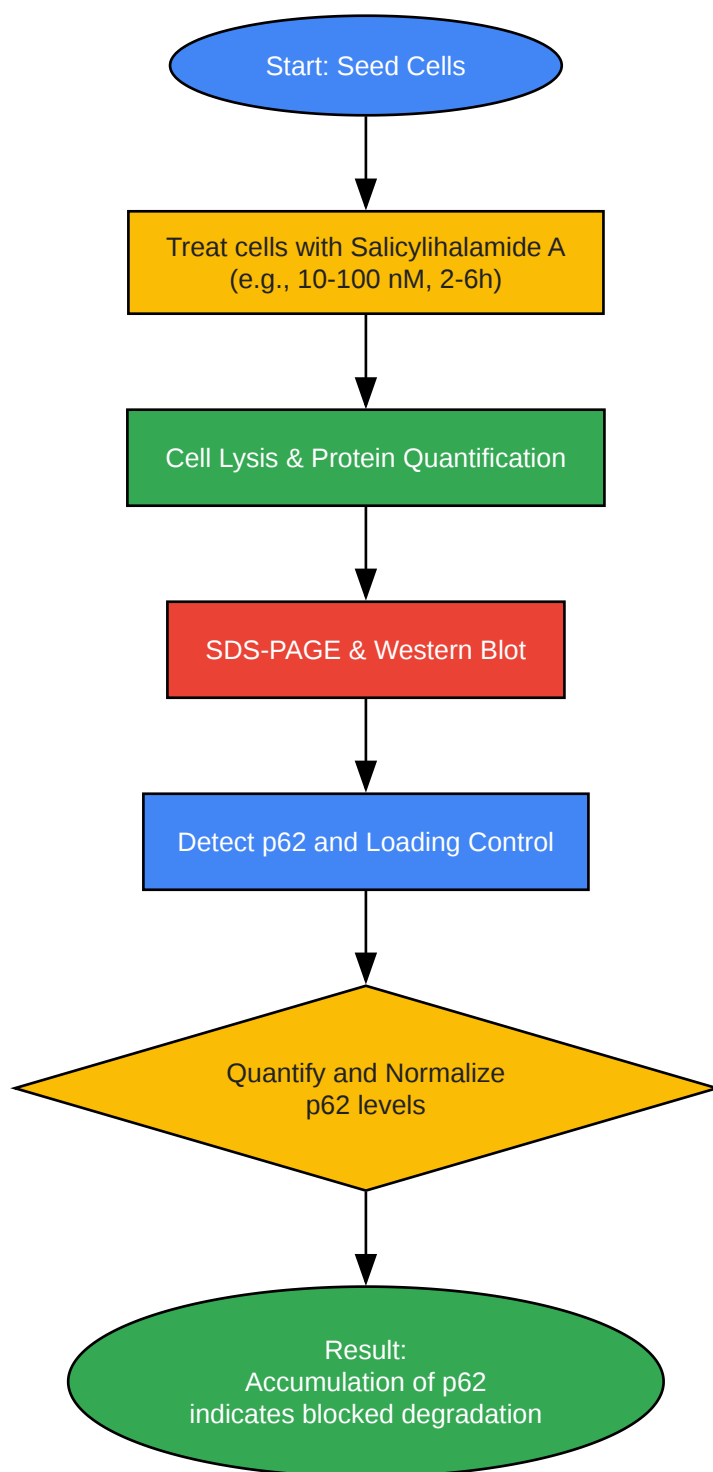 Start: Seed Cells
Treat cells with Salicylihalamide A
(e.g., 10-100 nM, 2-6h)
Cell Lysis & Protein Quantification
SDS-PAGE & Western Blot
Detect p62 and Loading Control
Quantify and Normalize
p62 levels
Result:
Accumulation of p62
indicates blocked degradation